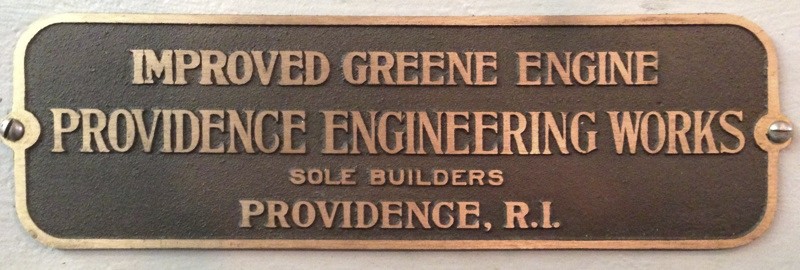 IMPROVED GREENE ENGINE
PROVIDENCE ENGINEERING WORKS
SOLE BUILDERS
PROVIDENCE, R.I.